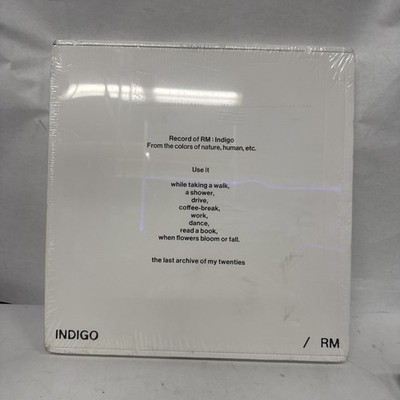 Record of RM : Indigo
From the colors of nature, human, etc.
Use it
while taking a walk,
a shower,
drive,
coffee-break,
work,
dance,
read a book,
when flowers bloom or fall.
the last archive of my twenties
INDIGO / RM